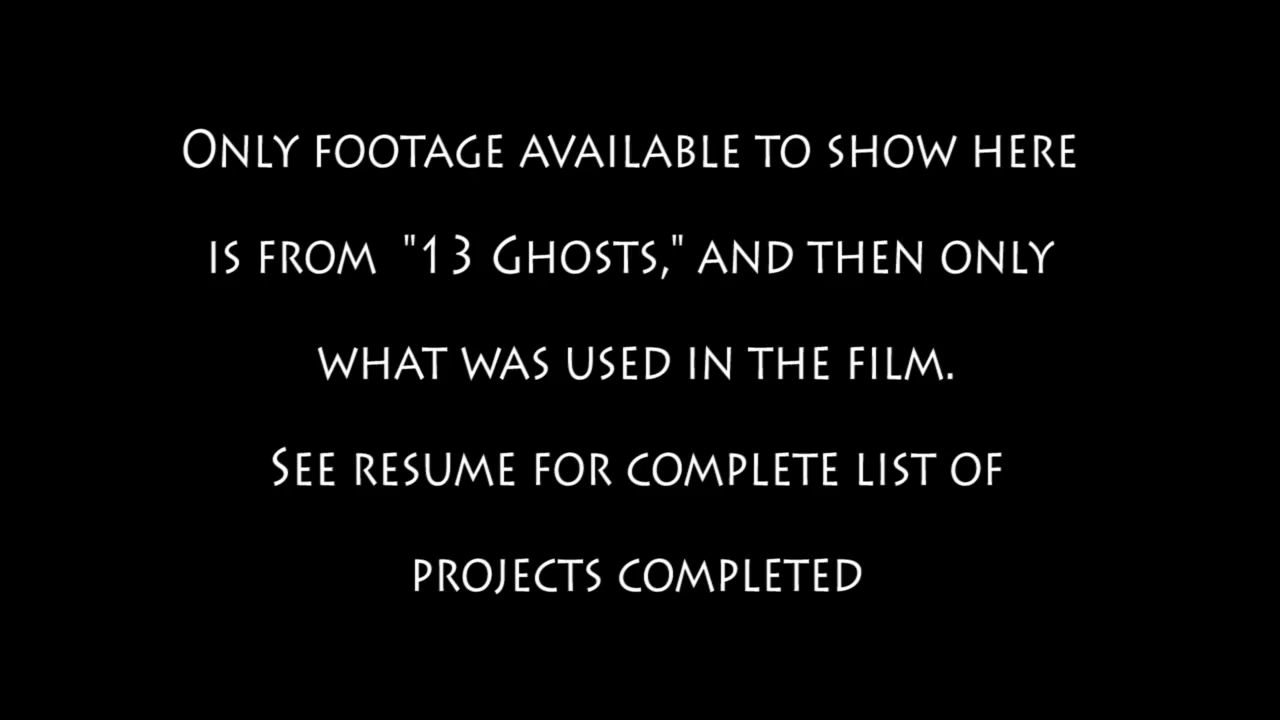 Only footage available to show here
is from "13 Ghosts," and then only
what was used in the film.
See resume for complete list of
projects completed